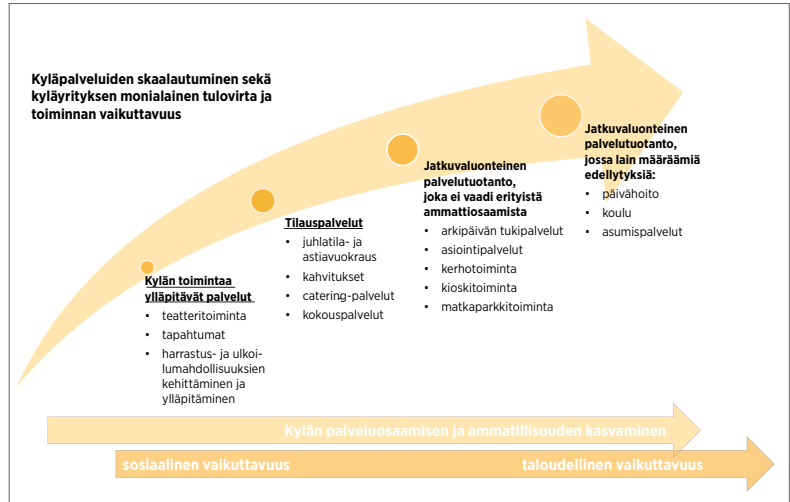 Kyläpalveluiden skaalautuminen sekä
kyläyrityksen monialainen tulovirta ja
toiminnan vaikuttavuus
Kylän toimintaa
ylläpitävät palvelut
• teatteritoiminta
• tapahtumat
• harrastus- ja ulkoi-
lumahdollisuuksien
kehittäminen ja
ylläpitäminen
Tilauspalvelut
• juhlatila- ja
astiavuokraus
• kahvitukset
• catering-palvelut
• kokouspalvelut
Jatkuvaluonteinen
palvelutuotanto,
joka ei vaadi erityistä
ammattiosaamista
• arkipäivän tukipalvelut
• asiointipalvelut
• kerhotoiminta
• kioskitoiminta
• matkaparkkitoiminta
Jatkuvaluonteinen
palvelutuotanto,
jossa lain määräämiä
edellytyksiä:
• päivähoito
• koulu
• asumispalvelut
Kylän palveluosaamisen ja ammatillisuuden kasvaminen
sosiaalinen vaikuttavuus
taloudellinen vaikuttavuus